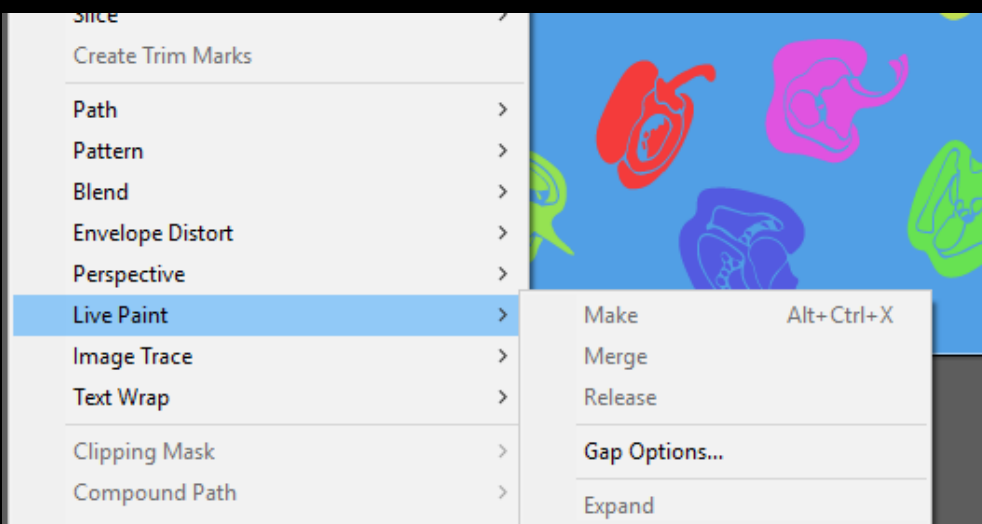 Slice
Create Trim Marks
Path
Pattern
Blend
Envelope Distort
Perspective
Live Paint
Image Trace
Text Wrap
Clipping Mask
Compound Path
Make Alt+Ctrl+X
Merge
Release
Gap Options...
Expand